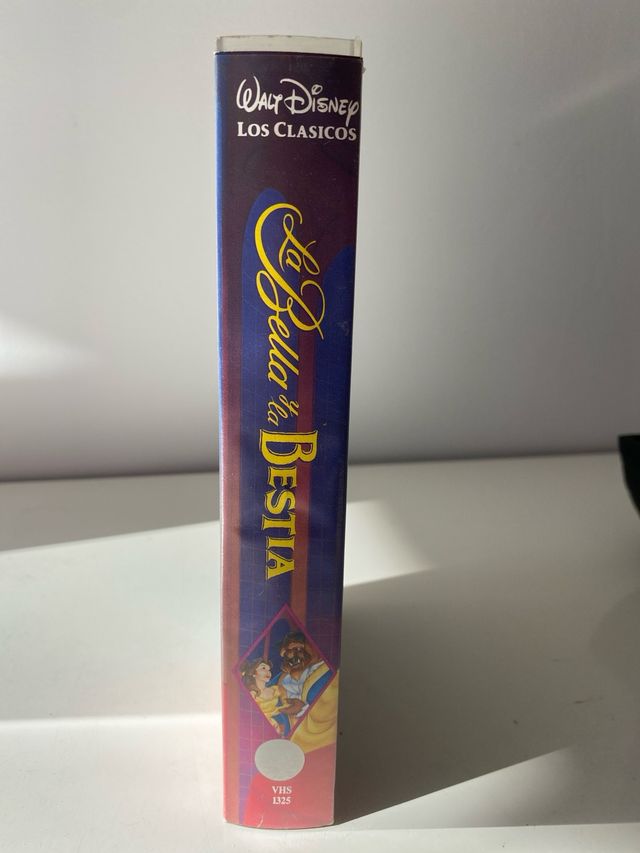 WALT DISNEY
LOS CLASICOS
La Bella y la BESTIA
VHS
1325